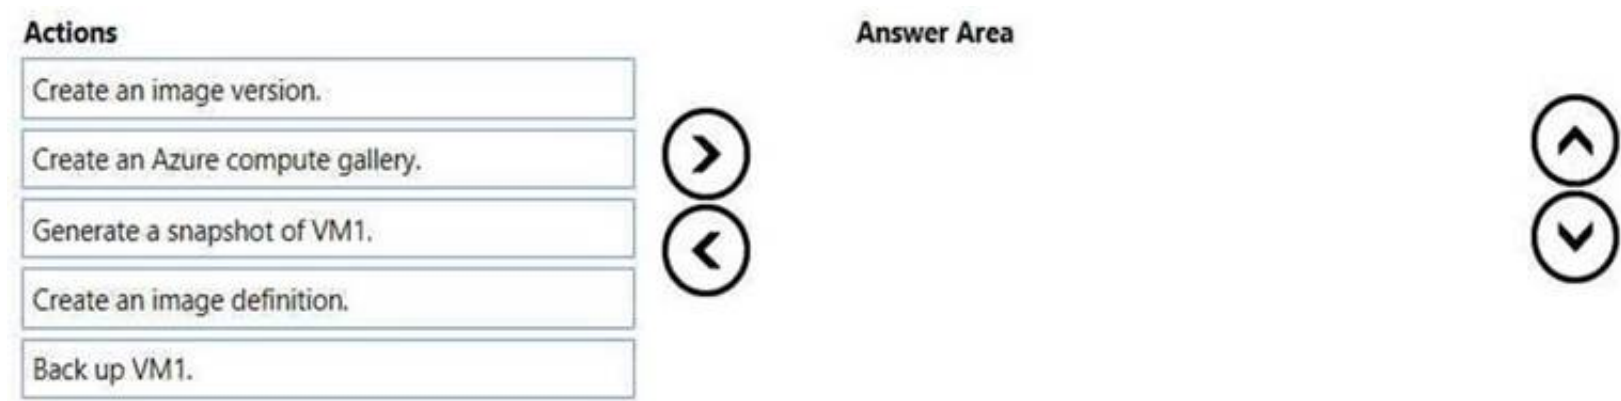 Actions
Answer Area
Create an image version.
Create an Azure compute gallery.
Generate a snapshot of VM1.
Create an image definition.
Back up VM1.